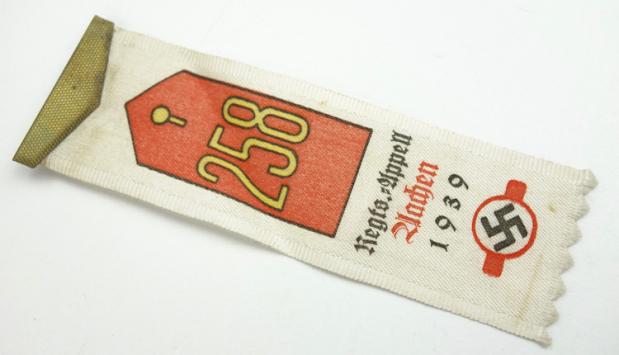 258
Regts.-Appell
Aachen
1939